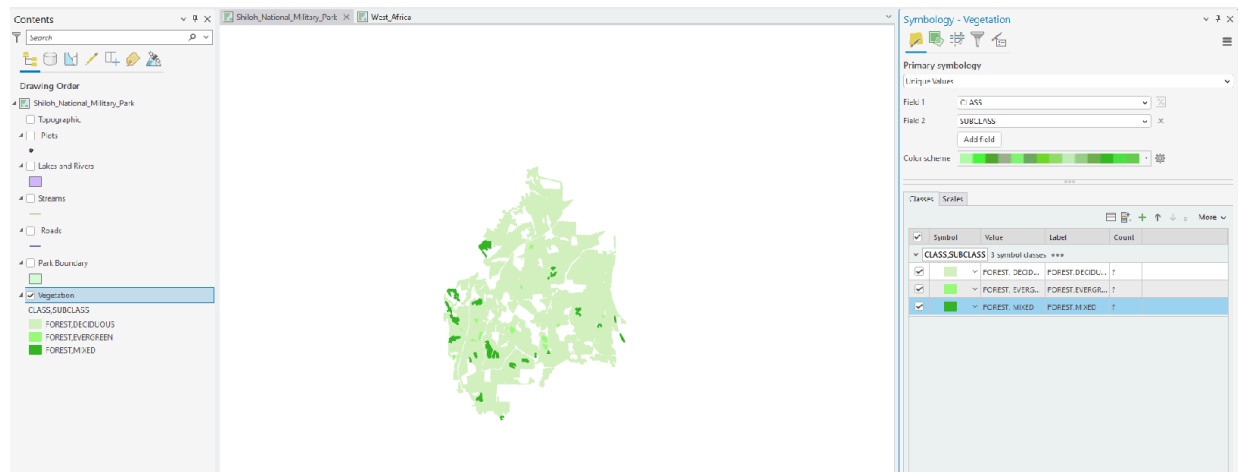 Contents
Search
Drawing Order
Shiloh_National_Military_Park
Topographic
Plots
Lakes and Rivers
Streams
Roads
Park Boundary
Vegetation
CLASS,SUBCLASS
FOREST,DECIDUOUS
FOREST,EVERGREEN
FOREST,MIXED
Shiloh_National_Military_Park West_Africa
Symbology - Vegetation
Primary symbology
Unique Values
Field 1 CLASS
Field 2 SUBCLASS
Add field
Color scheme
Classes Scales
More
Symbol Value Label Count
CLASS,SUBCLASS 3 symbol classes
FOREST, DECID... FOREST,DECIDU... ?
FOREST, EVERG... FOREST,EVERGR... ?
FOREST, MIXED FOREST,MIXED ?